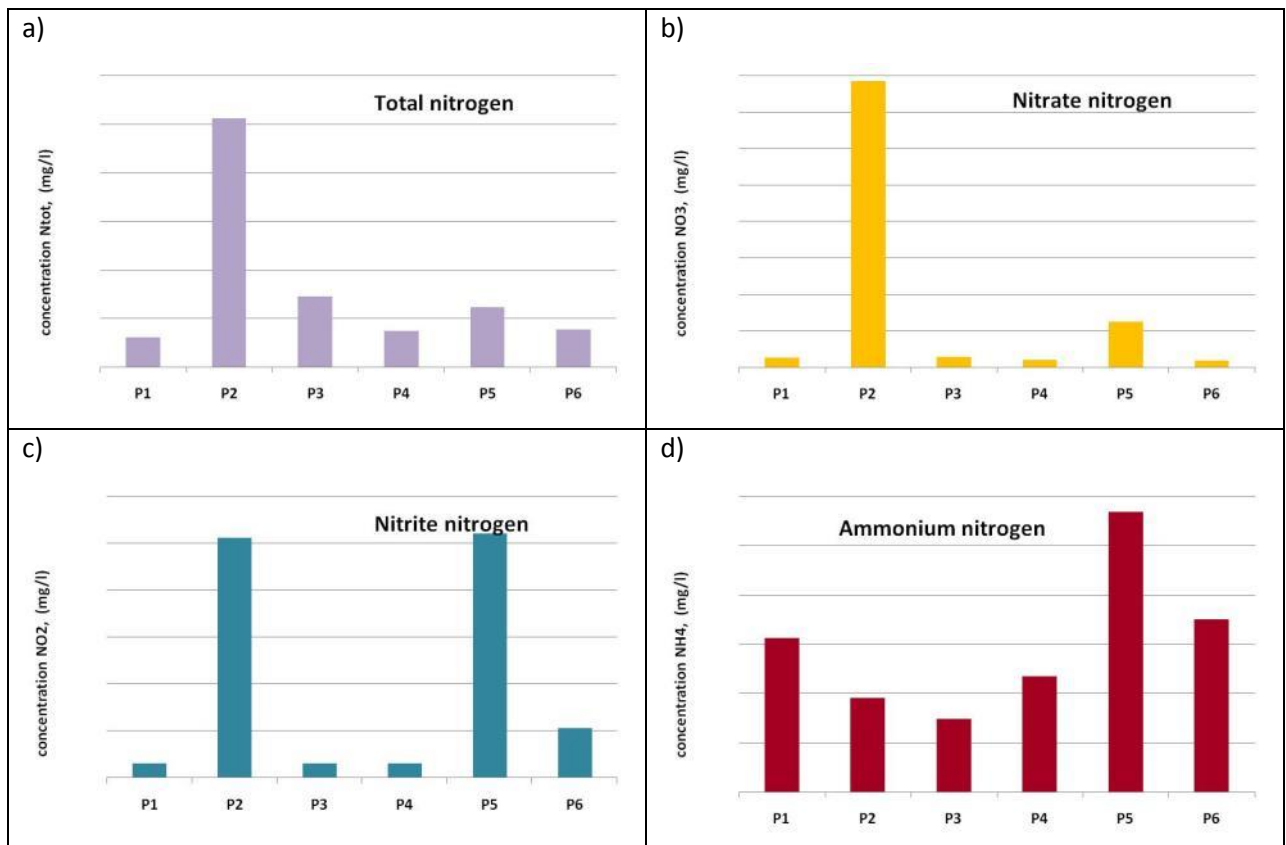 a)
Total nitrogen
concentration Ntot, (mg/l)
P1 P2 P3 P4 P5 P6
b)
Nitrate nitrogen
concentration NO3, (mg/l)
P1 P2 P3 P4 P5 P6
c)
Nitrite nitrogen
concentration NO2, (mg/l)
P1 P2 P3 P4 P5 P6
d)
Ammonium nitrogen
concentration NH4, (mg/l)
P1 P2 P3 P4 P5 P6